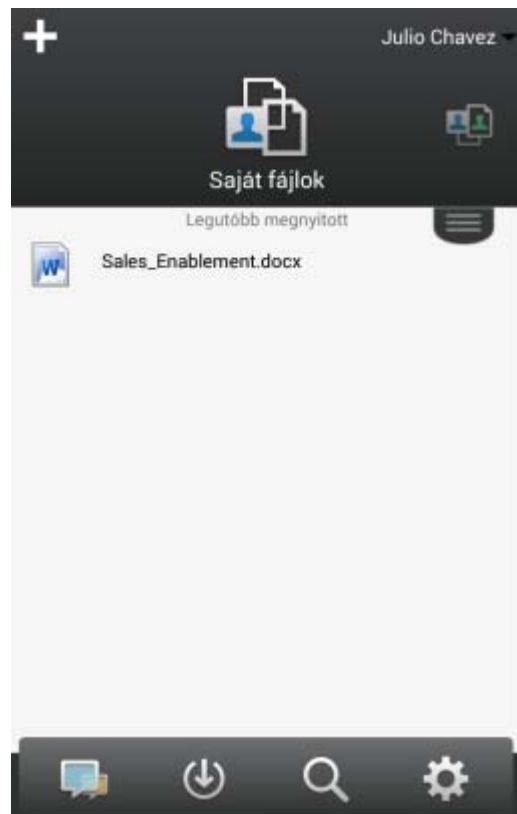 Julio Chavez
Saját fájlok
Legutóbb megnyitott
W
Sales_Enablement.docx